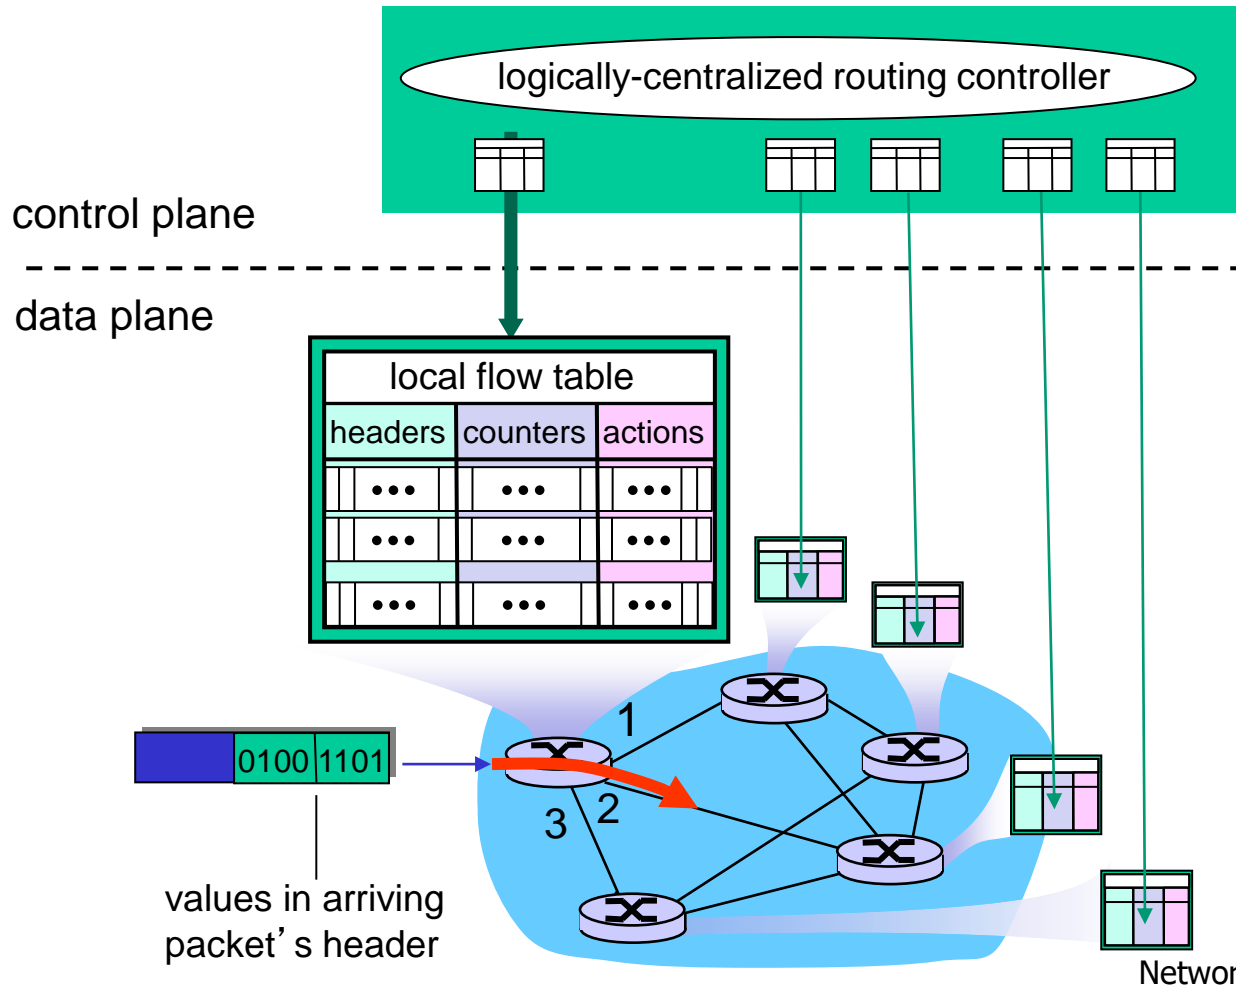 logically-centralized routing controller
control plane
data plane
local flow table
headers counters actions
1
0100 1101
3 2
values in arriving
packet’s header
Networ